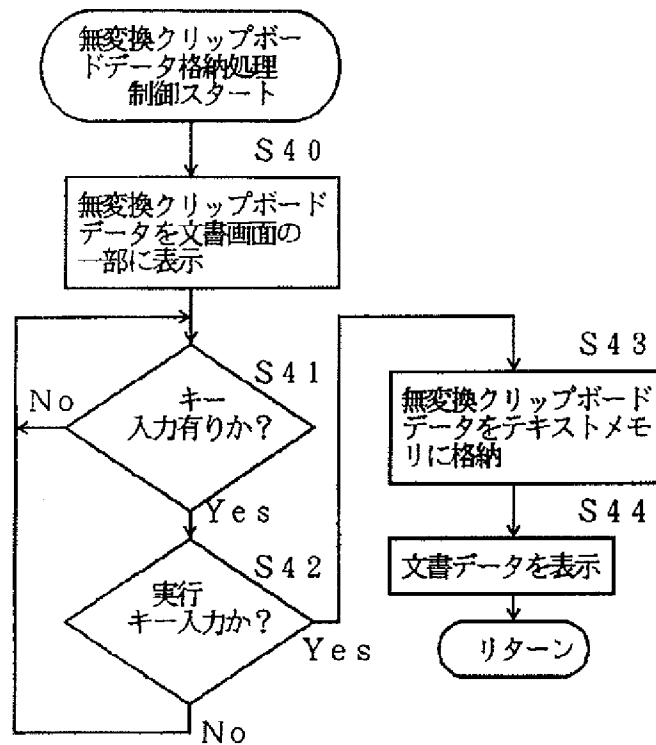 無変換クリップボー
ドデータ格納処理
制御スタート
S40
無変換クリップボード
データを文書画面の
一部に表示
S41
キー
入力有りか？
No
Yes
S42
実行
キー入力か？
Yes
No
S43
無変換クリップボード
データをテキストメモ
リに格納
S44
文書データを表示
リターン